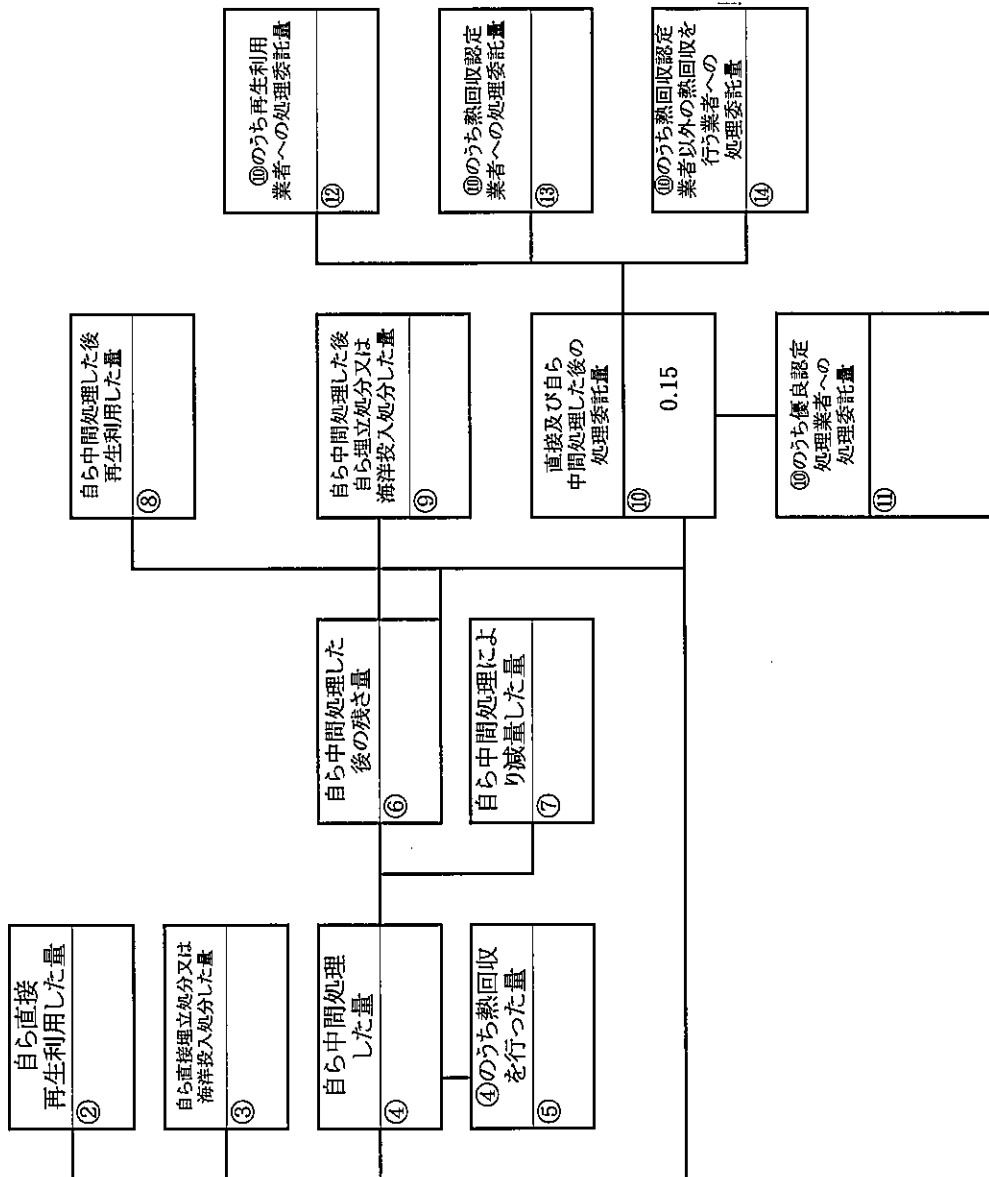 自ら直接
再生利用した量
②
自ら直接埋立処分又は
海洋投入処分した量
③
自ら中間処理
した量
④
④のうち熱回収
を行った量
⑤
自ら中間処理した
後の残さ量
⑥
自ら中間処理によ
り減量した量
⑦
自ら中間処理した後
再生利用した量
⑧
自ら中間処理した後
自ら埋立処分又は
海洋投入処分した量
⑨
直接及び自ら
中間処理した後の
処理委託量
⑩
0.15
⑩のうち優良認定
処理業者への
処理委託量
⑪
⑩のうち再生利用
業者への処理委託量
⑫
⑩のうち熱回収認定
業者への処理委託量
⑬
⑩のうち熱回収認定
業者以外の熱回収を
行う業者への
処理委託量
⑭